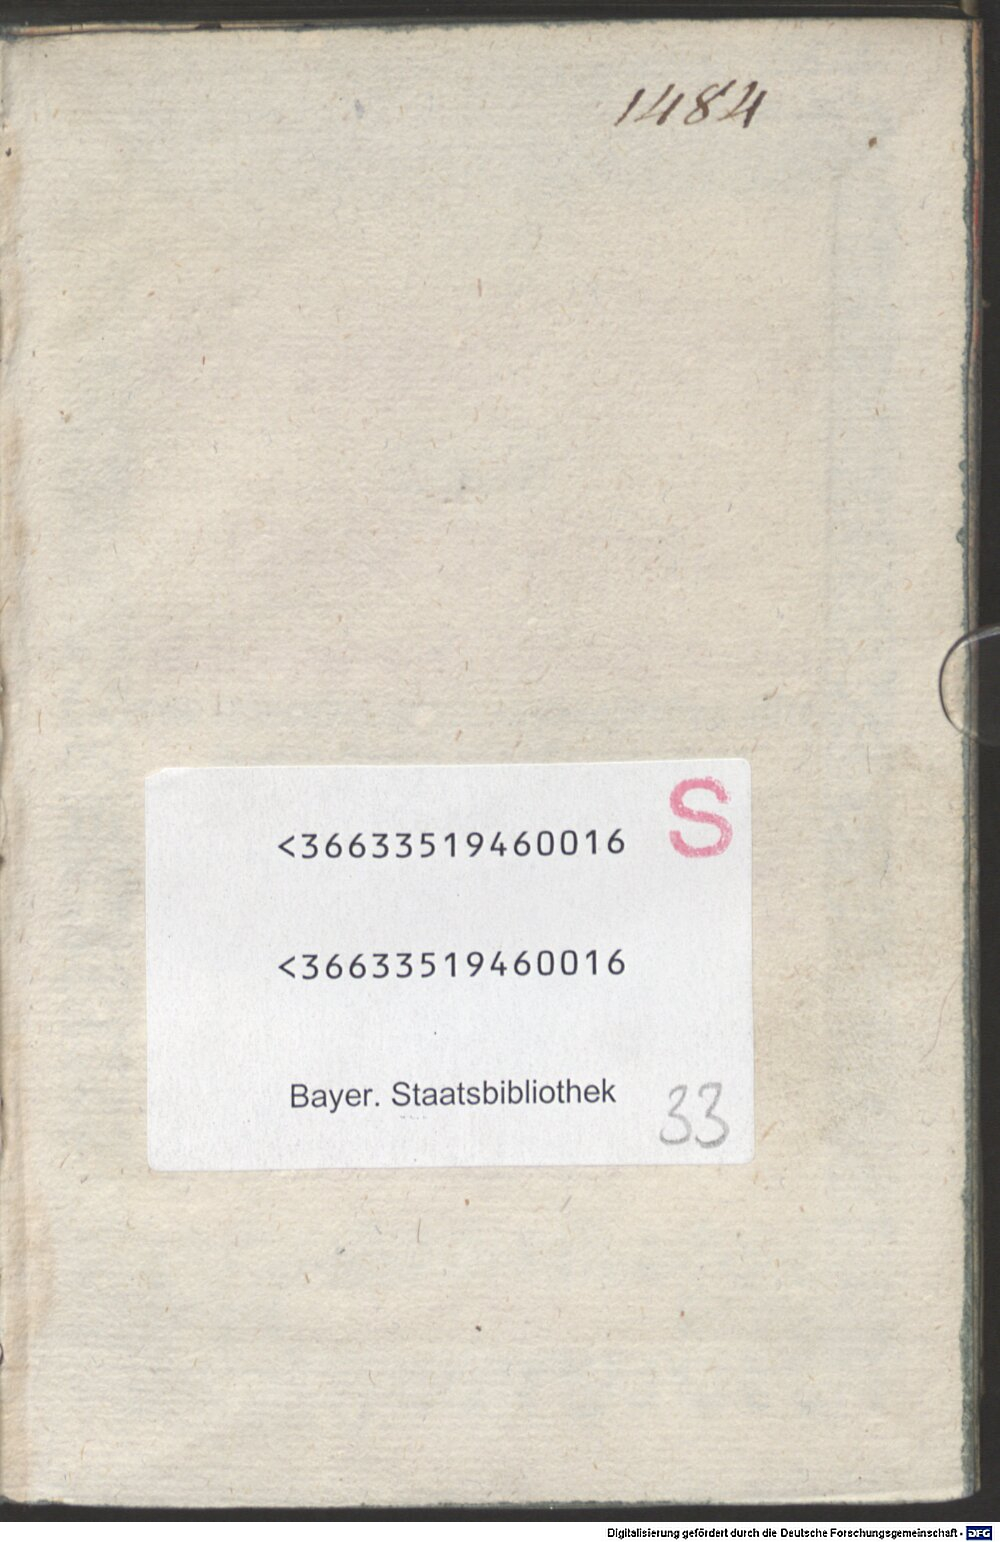 1484
S
<36633519460016
<36633519460016
Bayer. Staatsbibliothek
33
Digitalisierung gefördert durch die Deutsche Forschungsgemeinschaft - DFG